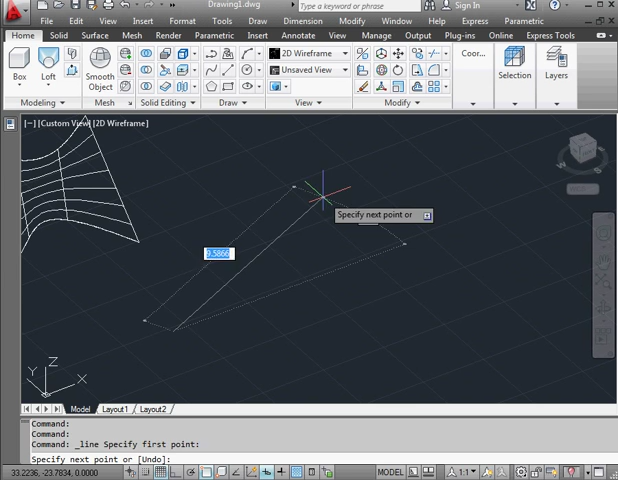 Drawing1.dwg
Type a keyword or phrase
Sign In
File Edit View Insert Format Tools Draw Dimension Modify Window Help Express Parametric
Home Solid Surface Mesh Render Parametric Insert Annotate View Manage Output Online Express Tools
Box Loft Smooth Object 2D Wireframe Unsaved View Coor... Selection Layers
Modeling Mesh Solid Editing Draw View Modify
[−] [Custom View] [2D Wireframe]
Specify next point or
9.5866
Y Z X
Model Layout1 Layout2
Command:
Command:
Command: _line Specify first point:
Specify next point or [Undo]:
33.2236, -23.7834, 0.0000 MODEL 1:1